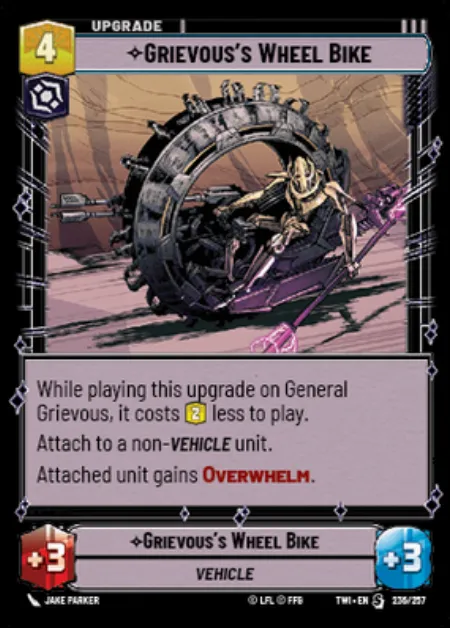 UPGRADE
4
✧GRIEVOUS'S WHEEL BIKE
While playing this upgrade on General
Grievous, it costs 2 less to play.
Attach to a non-VEHICLE unit.
Attached unit gains OVERWHELM.
+3
✧GRIEVOUS'S WHEEL BIKE
+3
VEHICLE
JAKE PARKER
© LFL ℗ FFG
TWI • EN
236/257